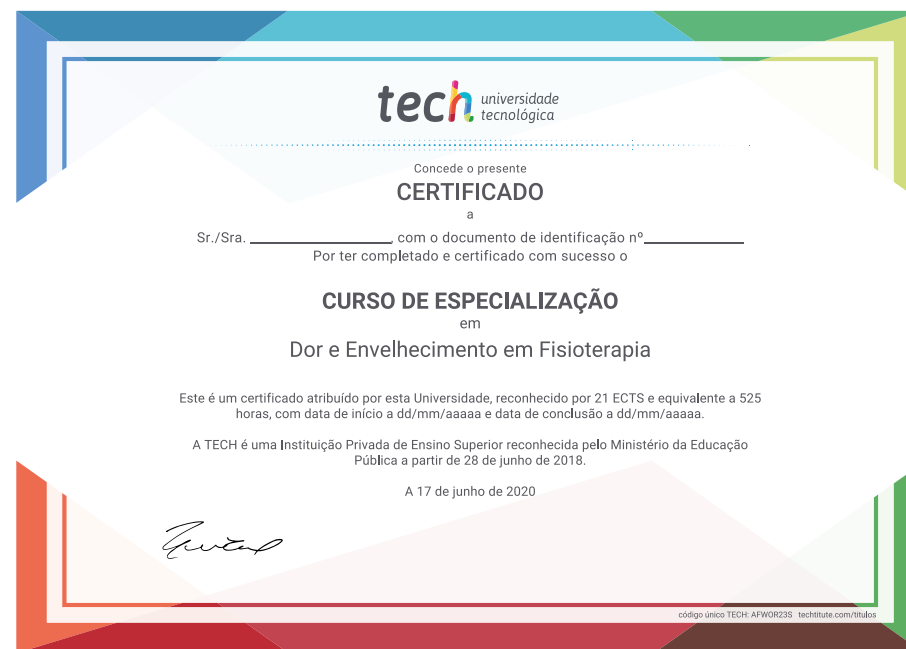 tech universidade
tecnológica
Concede o presente
CERTIFICADO
a
Sr./Sra. ____________________, com o documento de identificação nº______________
Por ter completado e certificado com sucesso o
CURSO DE ESPECIALIZAÇÃO
em
Dor e Envelhecimento em Fisioterapia
Este é um certificado atribuído por esta Universidade, reconhecido por 21 ECTS e equivalente a 525
horas, com data de início a dd/mm/aaaaa e data de conclusão a dd/mm/aaaaa.
A TECH é uma Instituição Privada de Ensino Superior reconhecida pelo Ministério da Educação
Pública a partir de 28 de junho de 2018.
A 17 de junho de 2020
código único TECH: AFWOR23S techtitute.com/titulos